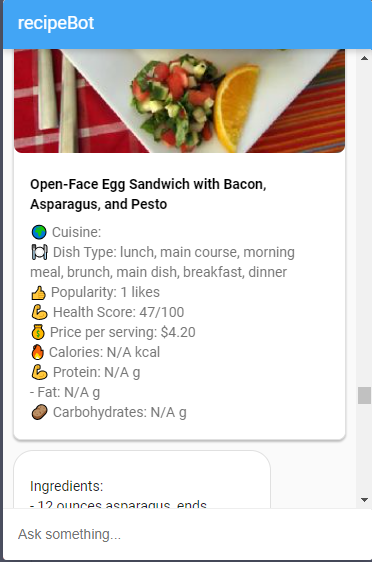 recipeBot
Open-Face Egg Sandwich with Bacon,
Asparagus, and Pesto
🌍 Cuisine:
🍽 Dish Type: lunch, main course, morning
meal, brunch, main dish, breakfast, dinner
👍 Popularity: 1 likes
💪 Health Score: 47/100
💰 Price per serving: $4.20
🔥 Calories: N/A kcal
💪 Protein: N/A g
- Fat: N/A g
🥔 Carbohydrates: N/A g
Ingredients:
- 12 ounces asparagus, ends
Ask something...